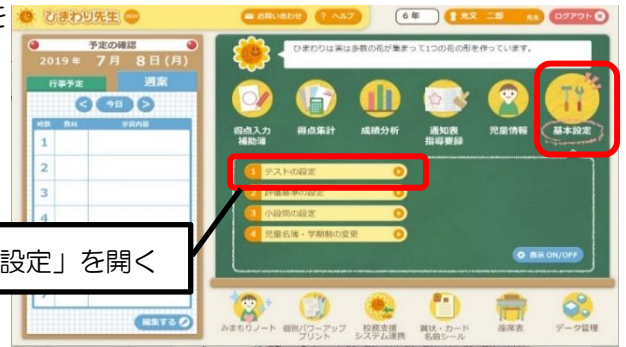 を
ひまわり先生
お問い合わせ
? ヘルプ
6年
光文 二郎 先生
ログアウト
予定の確認
2019年 7月 8日(月)
行事予定
週案
今日
時数 教科 学習内容
1
2
3
4
7
編集する
ひまわりは実は多数の花が集まって1つの花の形を作っています。
得点入力
補助簿
得点集計
成績分析
通知表
指導要録
児童情報
基本設定
1 テストの設定
2 評価基準の設定
3 小設問の設定
4 児童名簿・学期制の変更
表示 ON/OFF
設定」を開く
みまもりノート
個別パワーアップ
プリント
校務支援
システム連携
賞状・カード
名前シール
座席表
データ管理